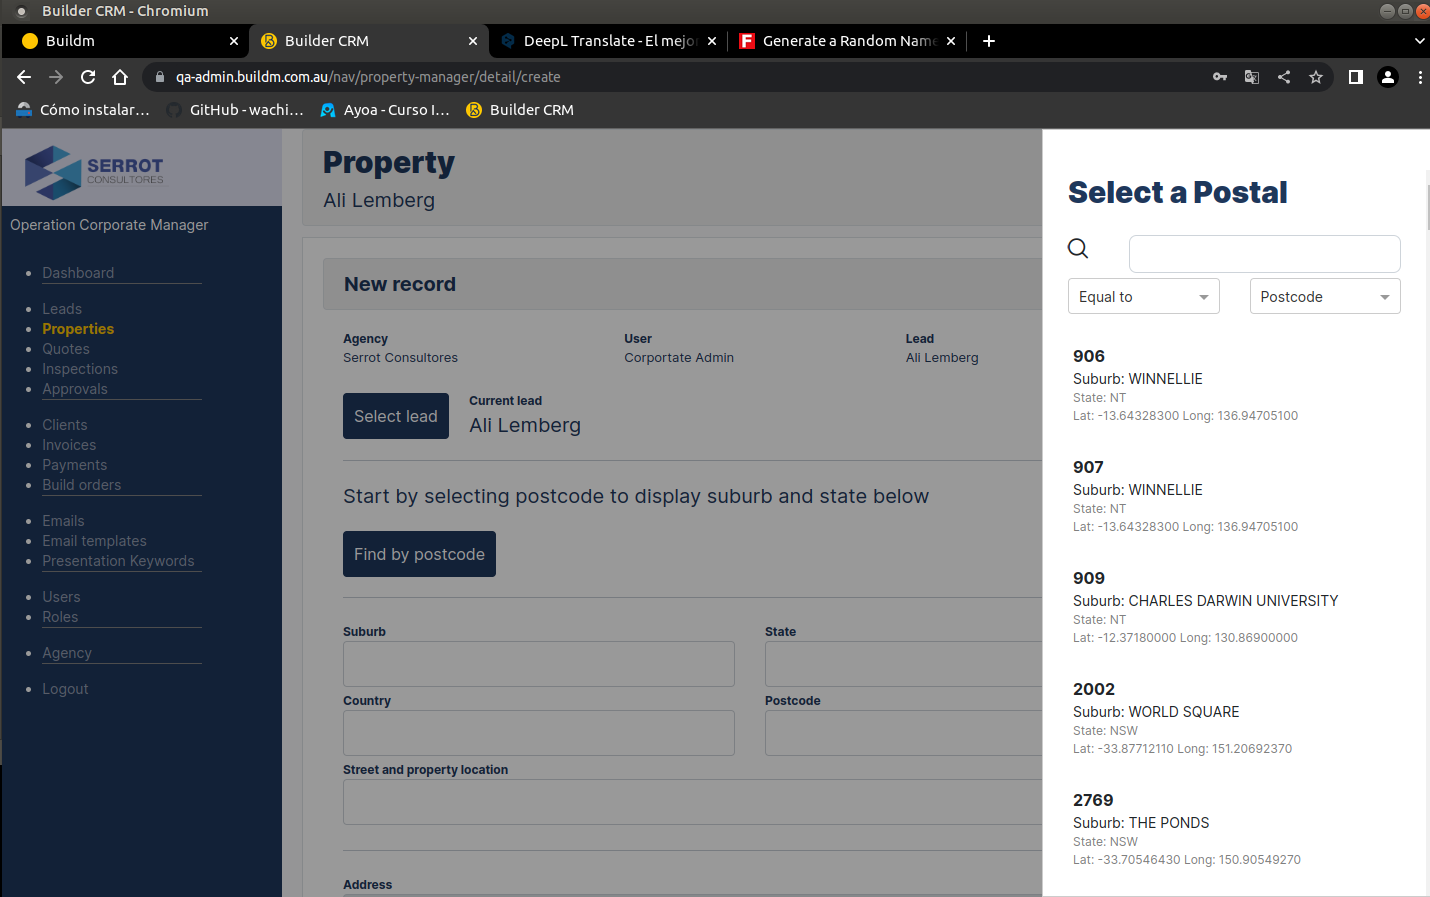 Builder CRM - Chromium
Buildm
Builder CRM
DeepL Translate - El mejo
Generate a Random Name
qa-admin.buildm.com.au/nav/property-manager/detail/create
Cómo instalar...
GitHub - wachi...
Ayoa - Curso I...
Builder CRM
SERROT
CONSULTORES
Operation Corporate Manager
Dashboard
Leads
Properties
Quotes
Inspections
Approvals
Clients
Invoices
Payments
Build orders
Emails
Email templates
Presentation Keywords
Users
Roles
Agency
Logout
Property
Ali Lemberg
New record
Agency
Serrot Consultores
User
Corportate Admin
Lead
Ali Lemberg
Select lead
Current lead
Ali Lemberg
Start by selecting postcode to display suburb and state below
Find by postcode
Suburb
State
Country
Postcode
Street and property location
Address
Select a Postal
Equal to
Postcode
906
Suburb: WINNELLIE
State: NT
Lat: -13.64328300 Long: 136.94705100
907
Suburb: WINNELLIE
State: NT
Lat: -13.64328300 Long: 136.94705100
909
Suburb: CHARLES DARWIN UNIVERSITY
State: NT
Lat: -12.37180000 Long: 130.86900000
2002
Suburb: WORLD SQUARE
State: NSW
Lat: -33.87712110 Long: 151.20692370
2769
Suburb: THE PONDS
State: NSW
Lat: -33.70546430 Long: 150.90549270